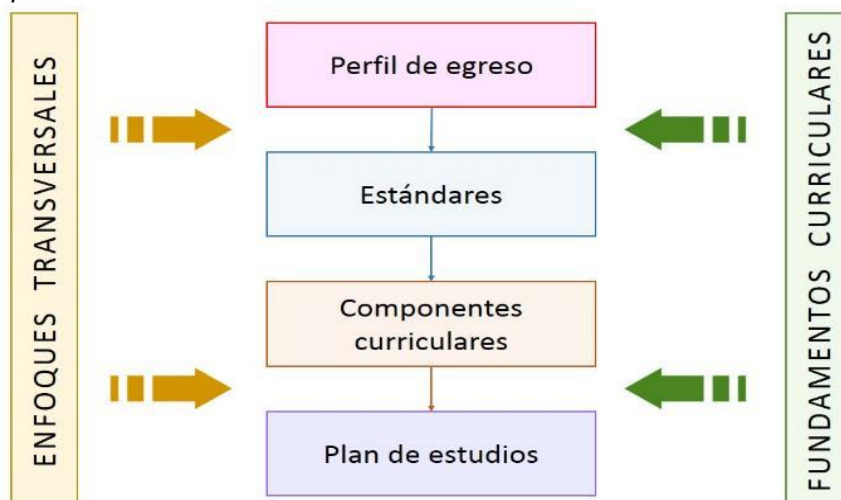 ENFOQUES TRANSVERSALES
Perfil de egreso
Estándares
Componentes
curriculares
Plan de estudios
FUNDAMENTOS CURRICULARES